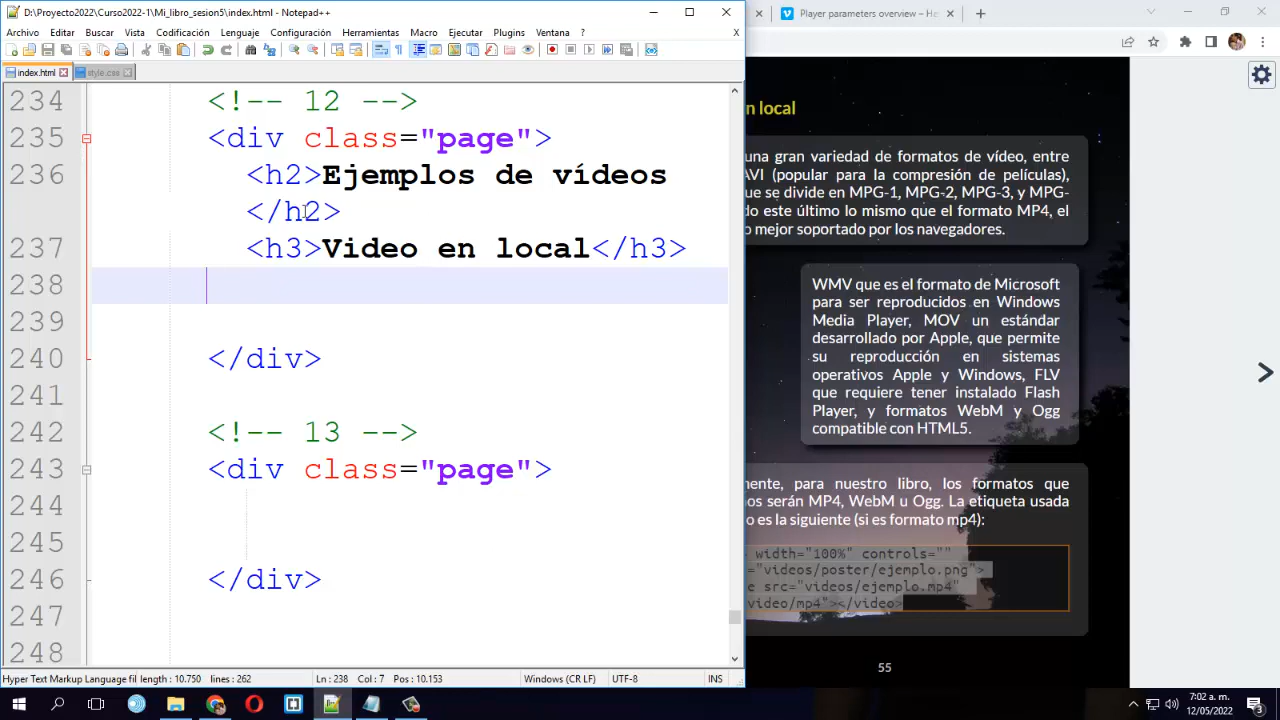 D:\Proyecto2022\Curso2022-1\Mi_libro_sesion5\index.html - Notepad++
Player parameters overview – He
Archivo Editar Buscar Vista Codificación Lenguaje Configuración Herramientas Macro Ejecutar Plugins Ventana ? X
index.html style.css
234 <!-- 12 -->
235 <div class="page">
236 <h2>Ejemplos de vídeos
</h2>
237 <h3>Video en local</h3>
238
239
240 </div>
241
242 <!-- 13 -->
243 <div class="page">
244
245
246 </div>
247
248
n local
una gran variedad de formatos de vídeo, entre
AVI (popular para la compresión de películas),
ue se divide en MPG-1, MPG-2, MPG-3, y MPG-
do este último lo mismo que el formato MP4, el
o mejor soportado por los navegadores.
WMV que es el formato de Microsoft
para ser reproducidos en Windows
Media Player, MOV un estándar
desarrollado por Apple, que permite
su reproducción en sistemas
operativos Apple y Windows, FLV
que requiere tener instalado Flash
Player, y formatos WebM y Ogg
compatible con HTML5.
mente, para nuestro libro, los formatos que
mos serán MP4, WebM u Ogg. La etiqueta usada
o es la siguiente (si es formato mp4):
width="100%" controls=""
="videos/poster/ejemplo.png">
e src="videos/ejemplo.mp4"
video/mp4"></video>
55
Hyper Text Markup Language fil length : 10.750 lines : 262 Ln : 238 Col : 7 Pos : 10.153 Windows (CR LF) UTF-8 INS
7:02 a. m.
12/05/2022
3